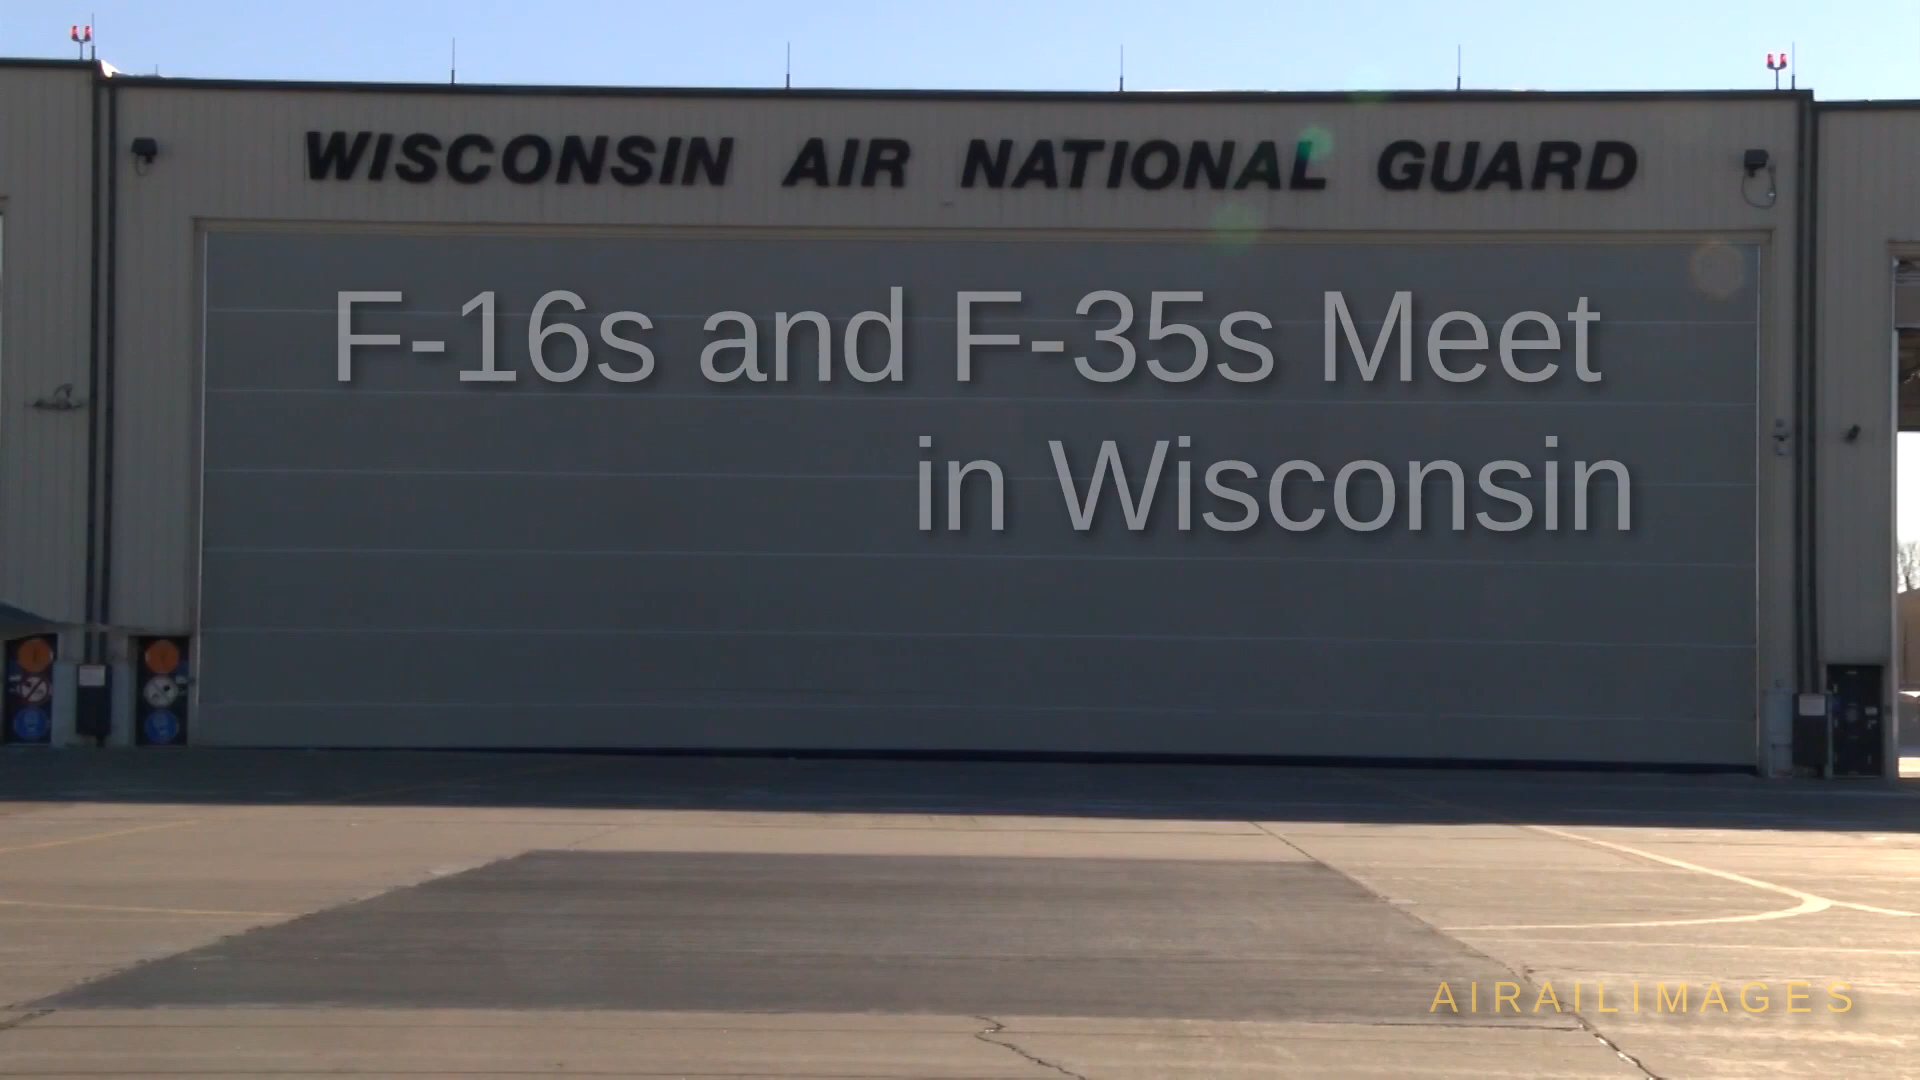 WISCONSIN AIR NATIONAL GUARD
F-16s and F-35s Meet
in Wisconsin
AIRAILIMAGES